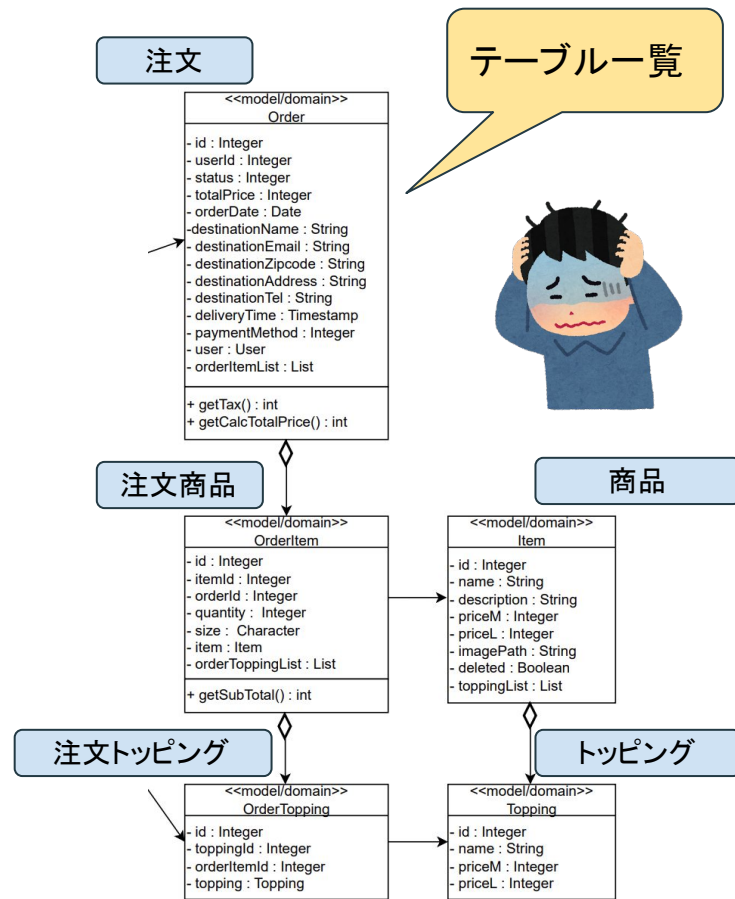 注文
テーブル一覧
<<model/domain>>
Order
- id : Integer
- userId : Integer
- status : Integer
- totalPrice : Integer
- orderDate : Date
-destinationName : String
- destinationEmail : String
- destinationZipcode : String
- destinationAddress : String
- destinationTel : String
- deliveryTime : Timestamp
- paymentMethod : Integer
- user : User
- orderItemList : List
+ getTax() : int
+ getCalcTotalPrice() : int
注文商品
<<model/domain>>
OrderItem
- id : Integer
- itemId : Integer
- orderId : Integer
- quantity : Integer
- size : Character
- item : Item
- orderToppingList : List
+ getSubTotal() : int
商品
<<model/domain>>
Item
- id : Integer
- name : String
- description : String
- priceM : Integer
- priceL : Integer
- imagePath : String
- deleted : Boolean
- toppingList : List
注文トッピング
<<model/domain>>
OrderTopping
- id : Integer
- toppingId : Integer
- orderItemId : Integer
- topping : Topping
トッピング
<<model/domain>>
Topping
- id : Integer
- name : String
- priceM : Integer
- priceL : Integer